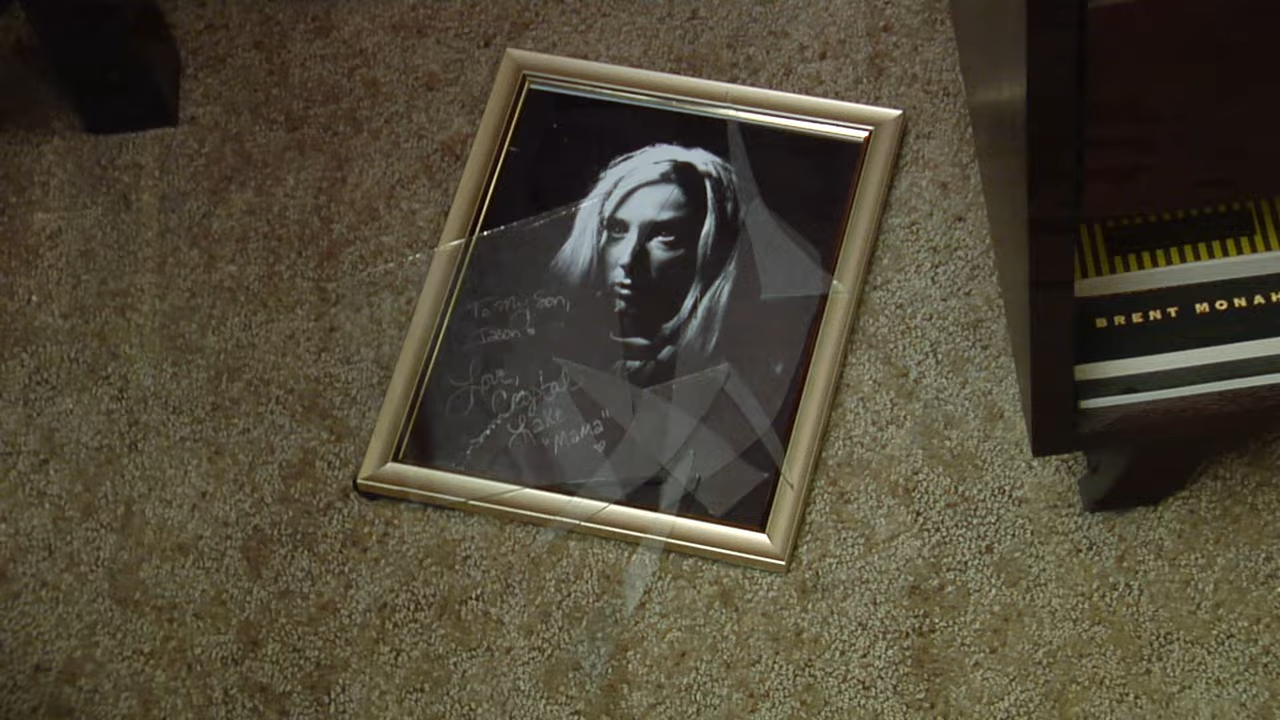 To My Son,
Jason
Love,
Crystal
Lake
"Mama"
BRENT MONAH